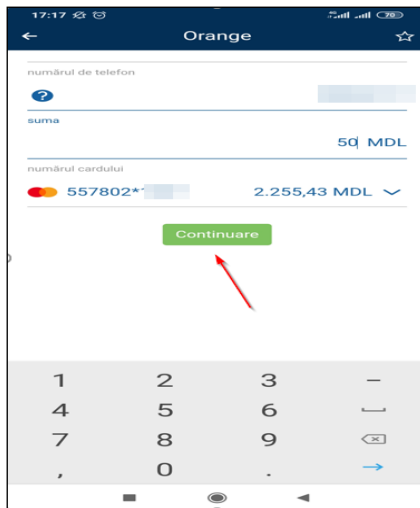 17:17
70
Orange
numărul de telefon
?
suma
50 MDL
numărul cardului
557802*
2.255,43 MDL
Continuare
1 2 3 –
4 5 6
7 8 9
, 0 .